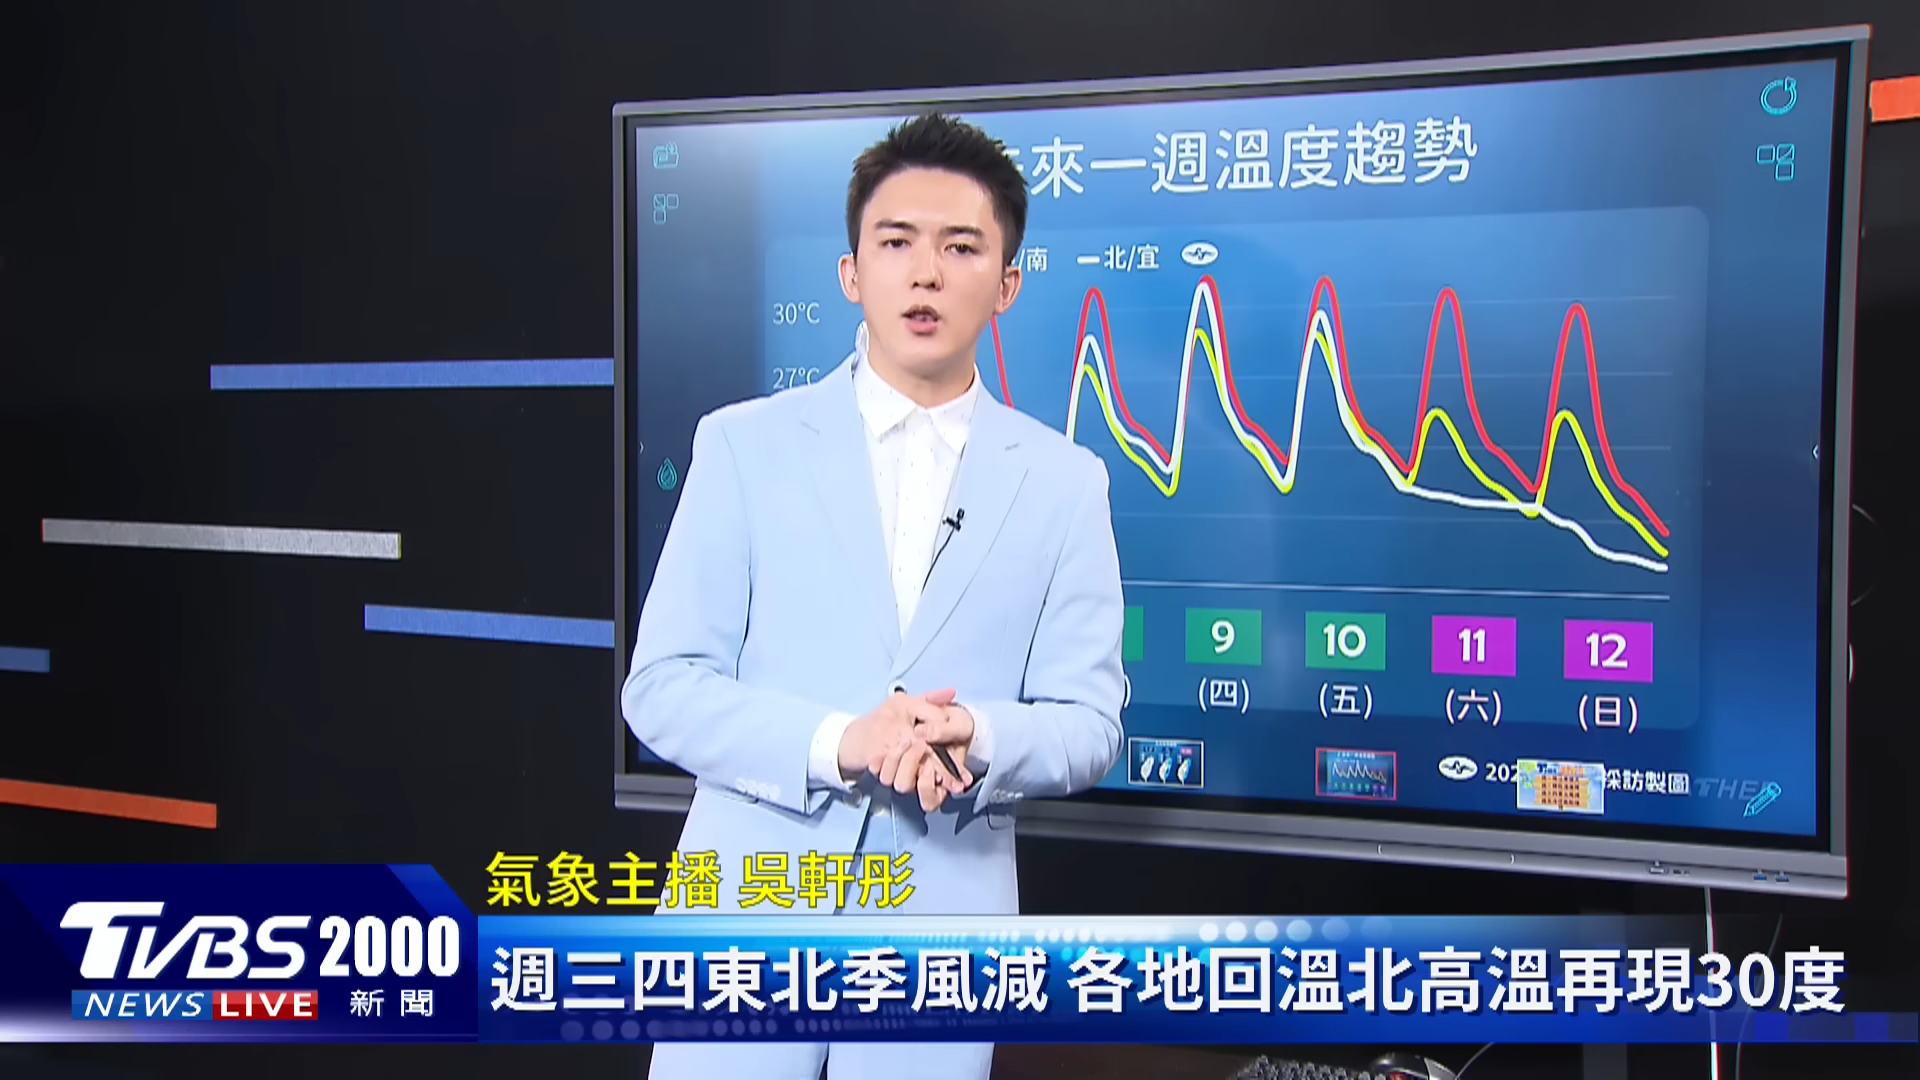 來一週溫度趨勢
/南 北/宜
30°C
27°C
9 10 11 12
(四) (五) (六) (日)
採訪製圖
氣象主播 吳軒彤
TVBS 2000
NEWS LIVE 新聞
週三四東北季風減 各地回溫北高溫再現30度